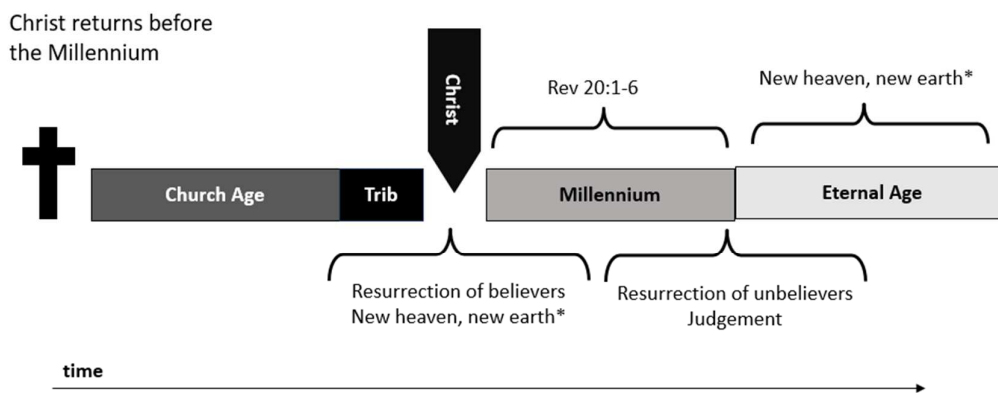 Christ returns before
the Millennium
Christ
Rev 20:1-6
New heaven, new earth*
Church Age
Trib
Millennium
Eternal Age
Resurrection of believers
New heaven, new earth*
Resurrection of unbelievers
Judgement
time